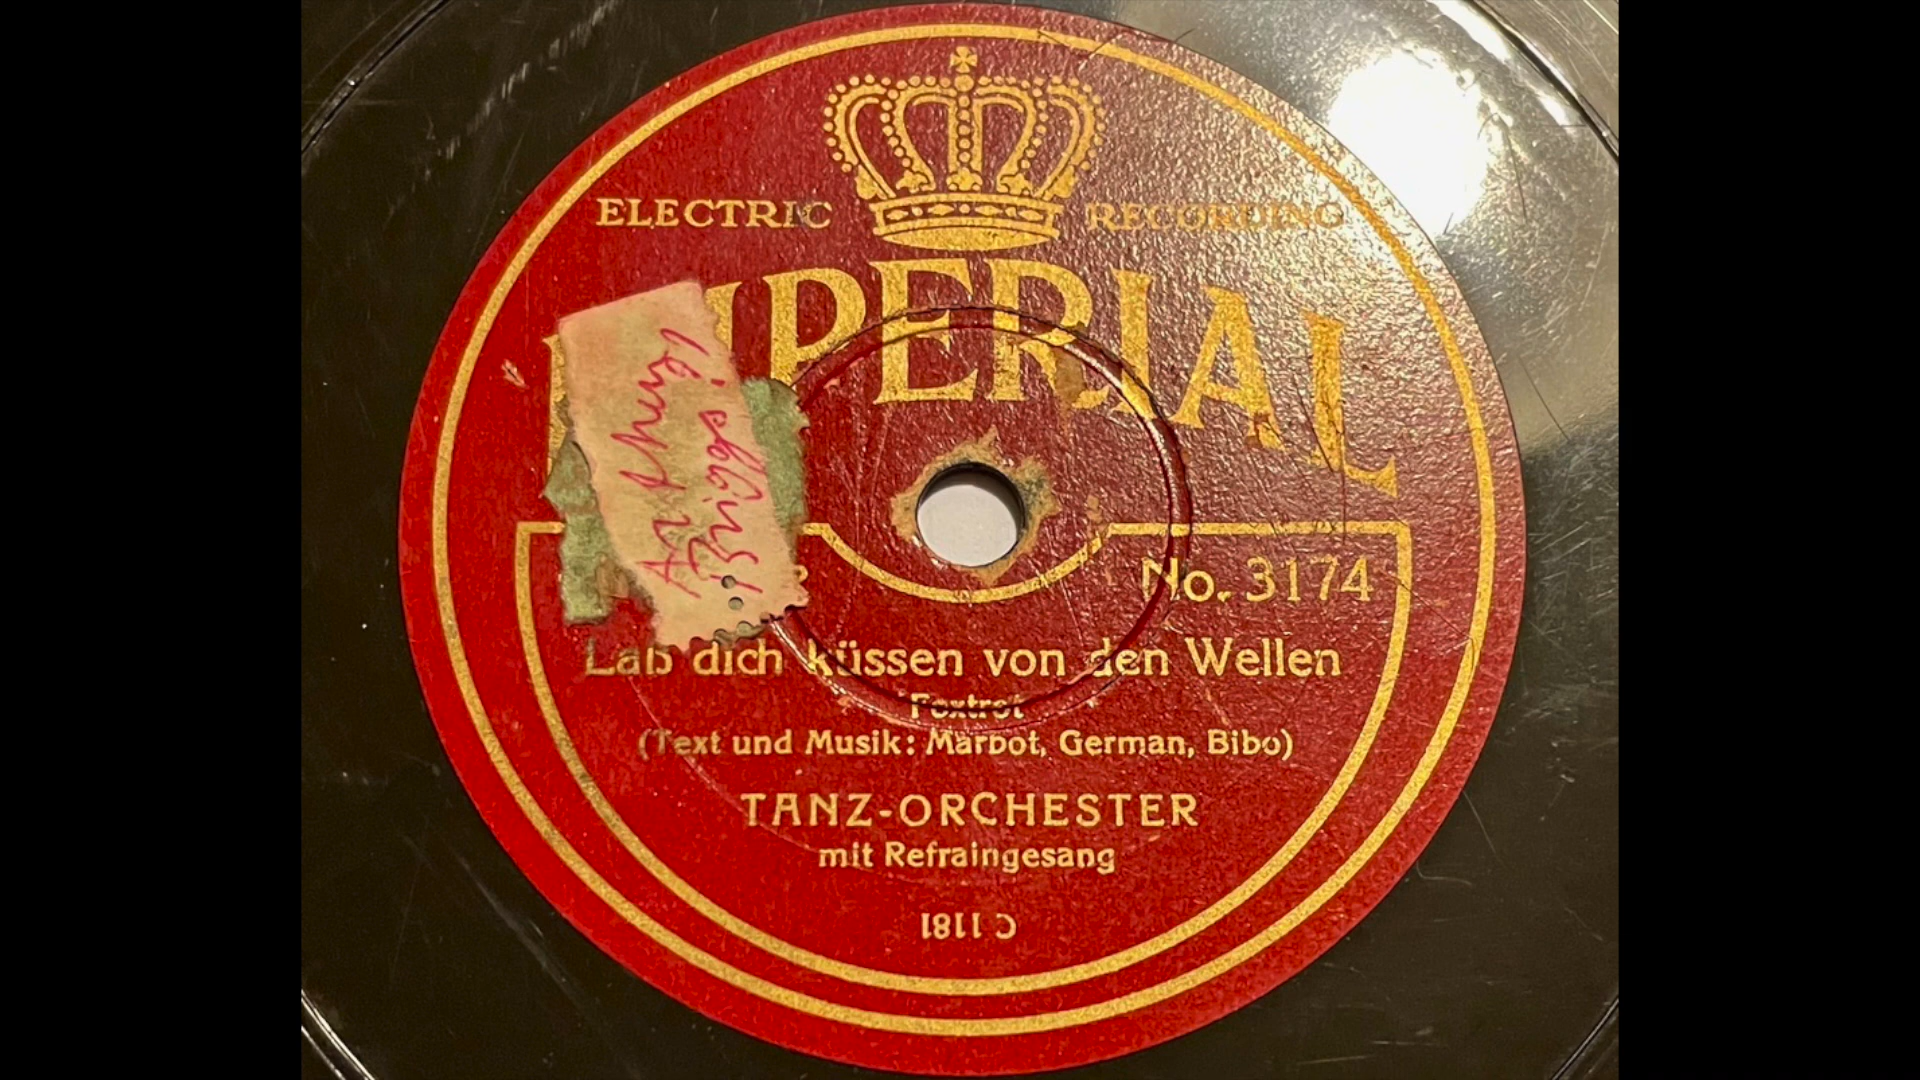 ELECTRIC RECORDING
IMPERIAL
No. 3174
Laß dich küssen von den Wellen
Foxtrot
(Text und Musik: Marbot, German, Bibo)
TANZ-ORCHESTER
mit Refraingesang
C 1181